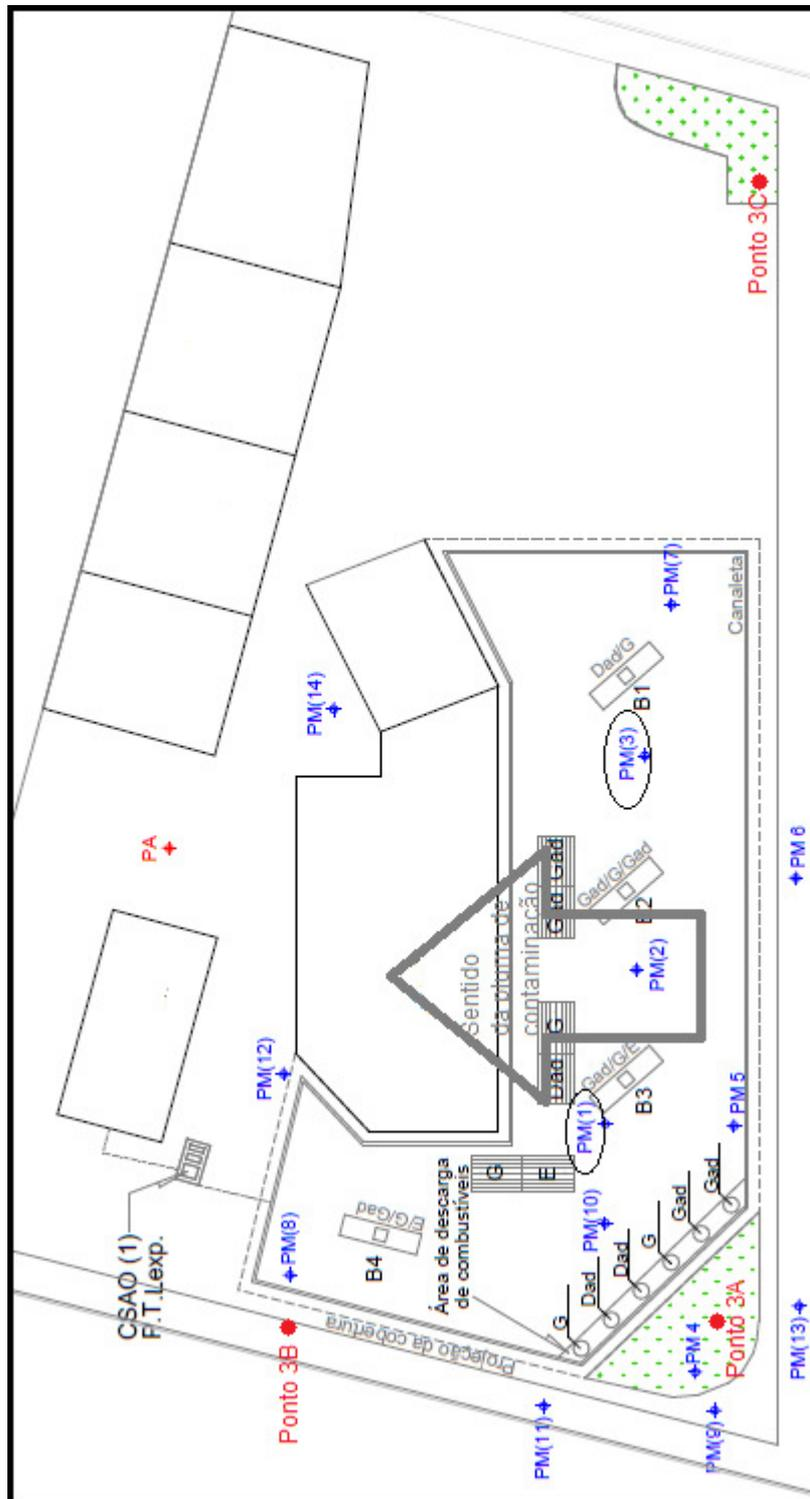 Ponto 3C
PM(14)
PM(7)
Canaleta
Dad/G
B1
PM(3)
PA
PM 6
Gad
Gad
Gad/G/Gad
B2
PM(2)
Sentido
da pluma de
contaminação
G
Dad
Gad/G/E
B3
PM(12)
PM(1)
PM 5
G
E
CSAO (1)
P.T.I.exp.
PM(8)
E/G/Gad
B4
Área de descarga
de combustíveis
PM(10)
G
Dad
Dad
G
Gad
Gad
Ponto 3B
Projeção da cobertura
PM 4
Ponto 3A
PM(13)
PM(11)
PM(9)